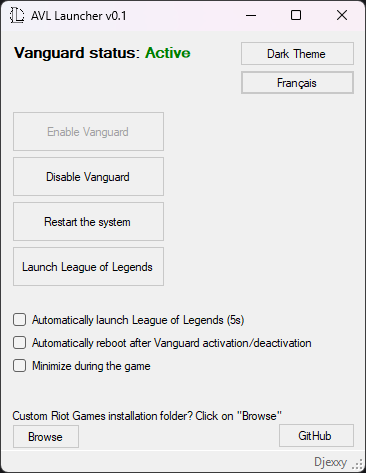 AVL Launcher v0.1
Vanguard status: Active
Dark Theme
Français
Enable Vanguard
Disable Vanguard
Restart the system
Launch League of Legends
Automatically launch League of Legends (5s)
Automatically reboot after Vanguard activation/deactivation
Minimize during the game
Custom Riot Games installation folder? Click on "Browse"
Browse
GitHub
Djexxy